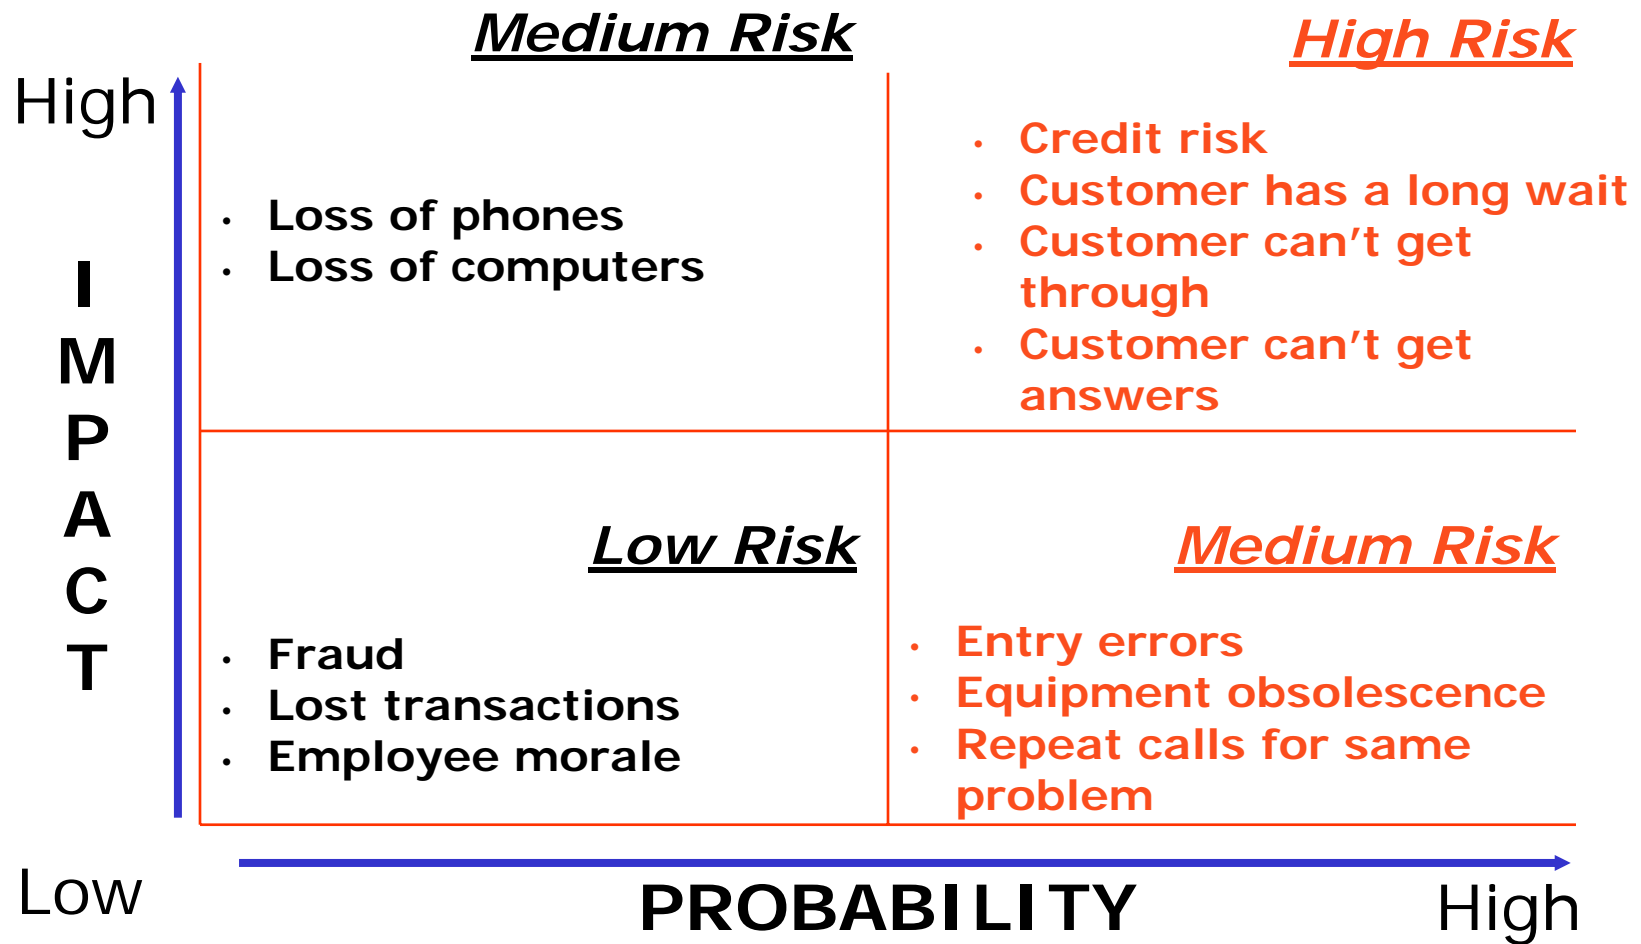 Medium Risk
High Risk
High
IMPACT
• Loss of phones
• Loss of computers
• Credit risk
• Customer has a long wait
• Customer can’t get
through
• Customer can’t get
answers
Low Risk
Medium Risk
• Fraud
• Lost transactions
• Employee morale
• Entry errors
• Equipment obsolescence
• Repeat calls for same
problem
Low
PROBABILITY
High